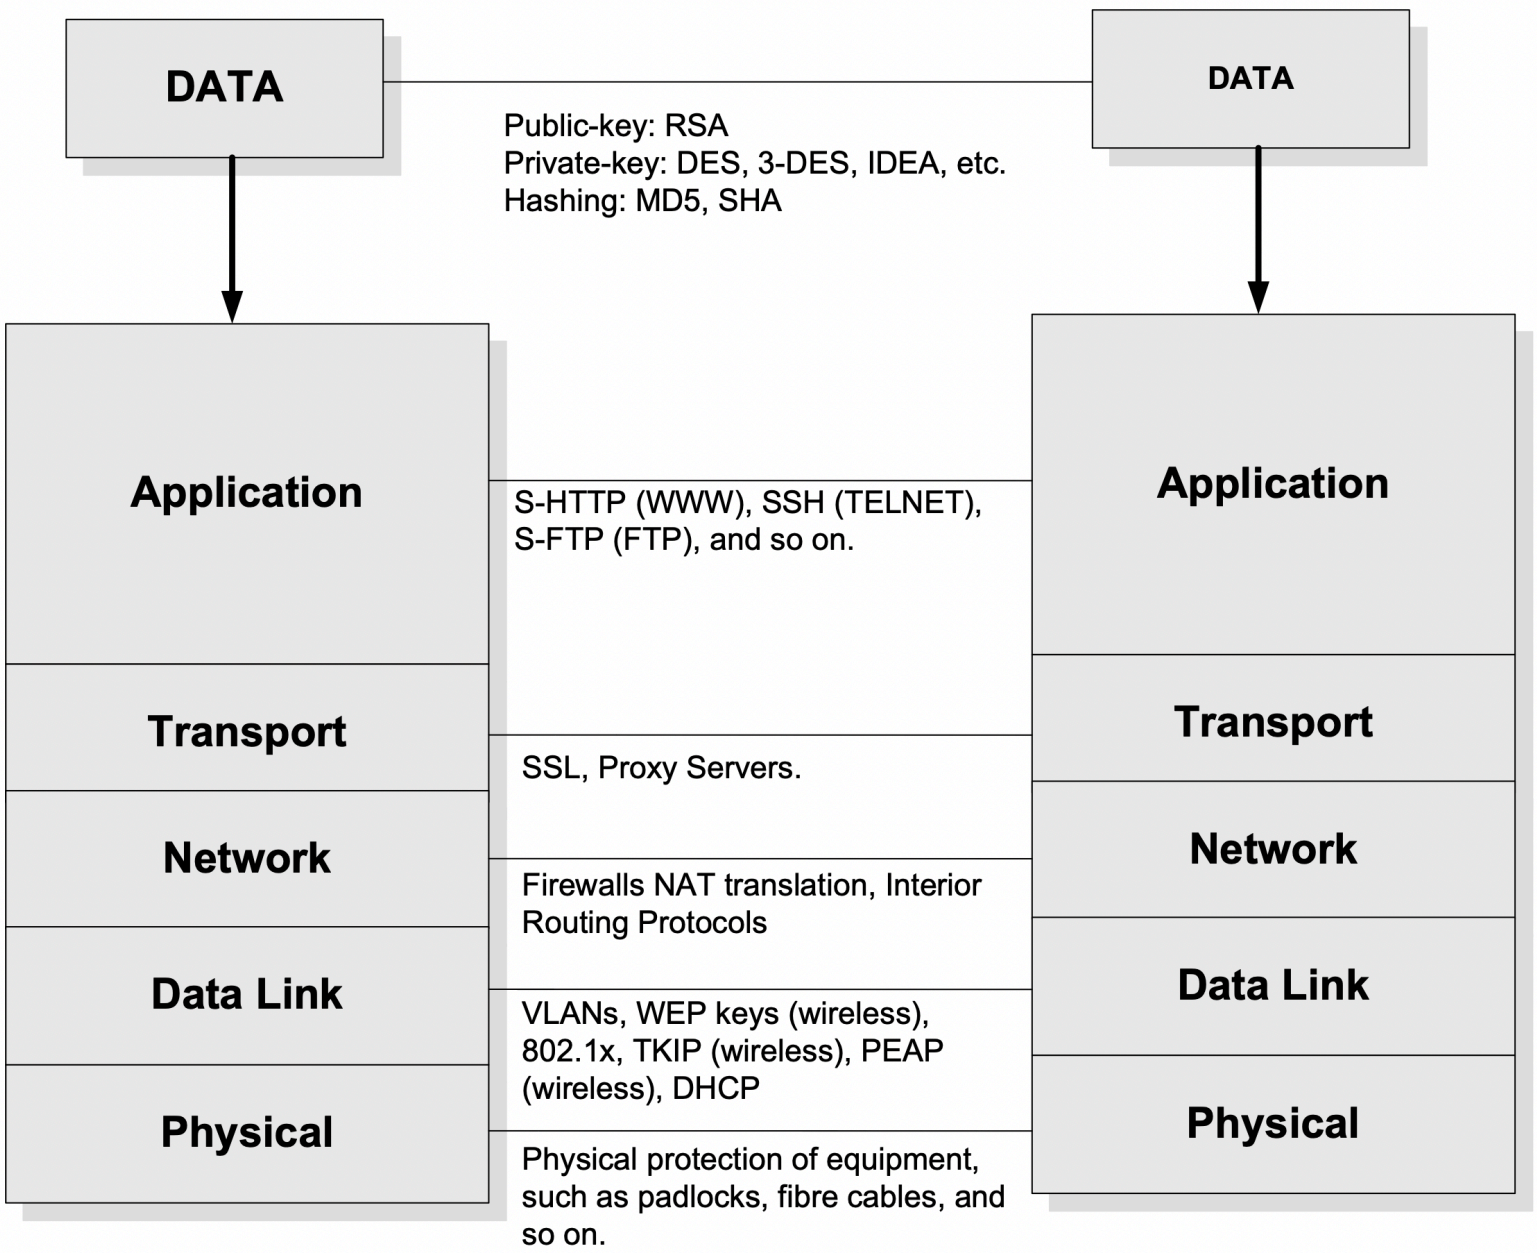 DATA
DATA
Public-key: RSA
Private-key: DES, 3-DES, IDEA, etc.
Hashing: MD5, SHA
Application
Application
S-HTTP (WWW), SSH (TELNET),
S-FTP (FTP), and so on.
Transport
Transport
SSL, Proxy Servers.
Network
Network
Firewalls NAT translation, Interior
Routing Protocols
Data Link
Data Link
VLANs, WEP keys (wireless),
802.1x, TKIP (wireless), PEAP
(wireless), DHCP
Physical
Physical
Physical protection of equipment,
such as padlocks, fibre cables, and
so on.